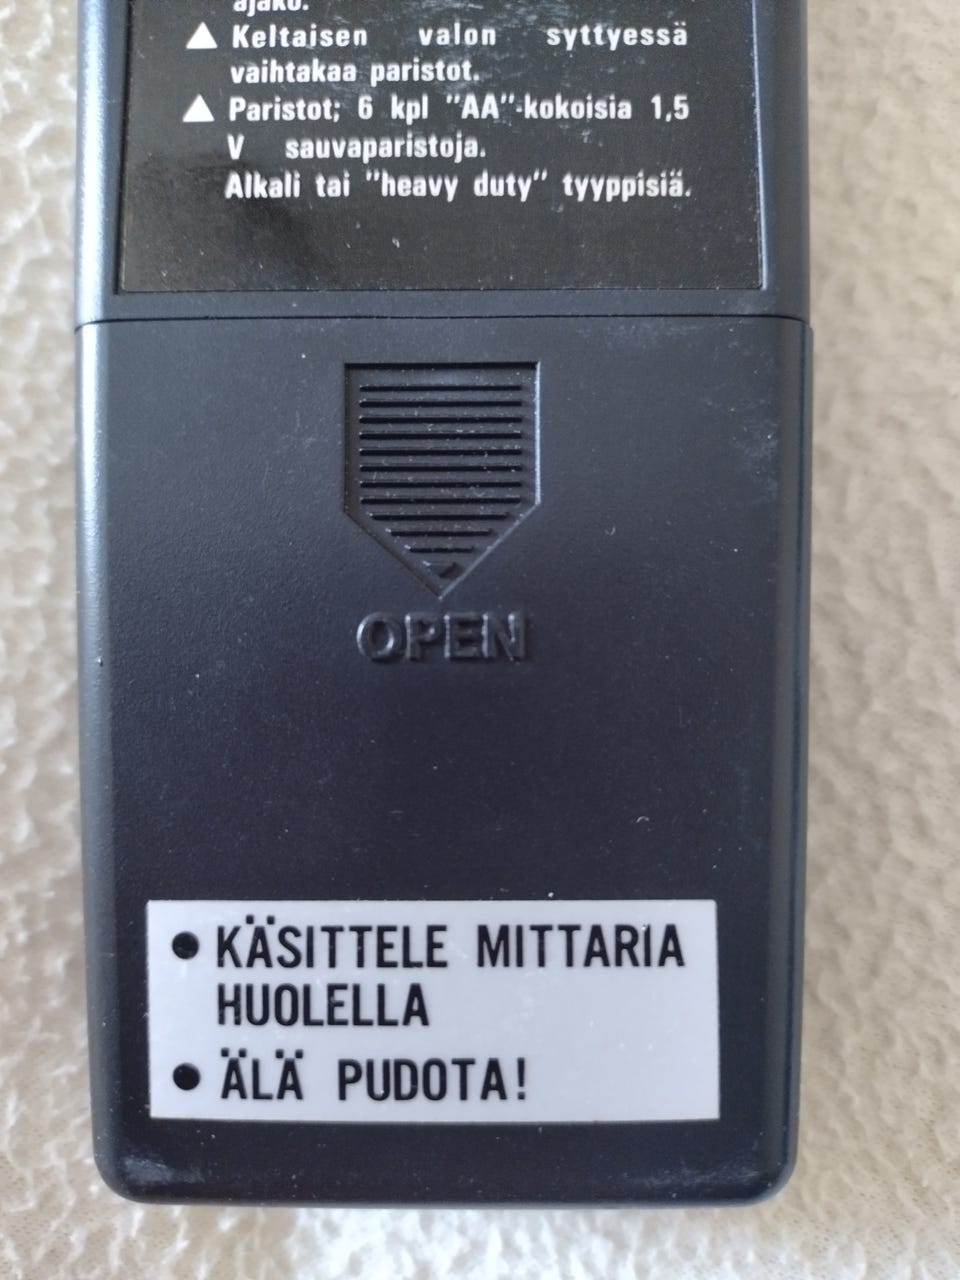 ajako.
▲ Keltaisen valon syttyessä
vaihtakaa paristot.
▲ Paristot; 6 kpl "AA"-kokoisia 1,5
V sauvaparistoja.
Alkali tai "heavy duty" tyyppisiä.
OPEN
● KÄSITTELE MITTARIA
HUOLELLA
● ÄLÄ PUDOTA!